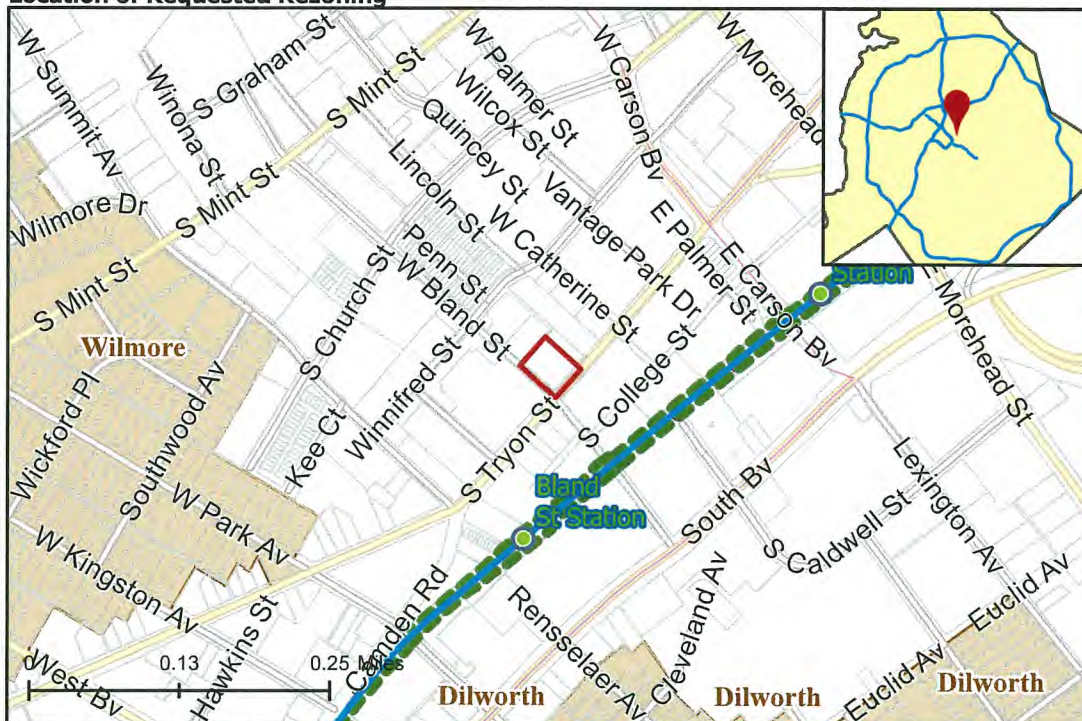 Location of Requested Rezoning
W Summit Av
Winona St
S Graham St
S Mint St
W Palmer St
Wilcox St
Quincey St
W Carson Bv
W Morehead
Lincoln St
Vantage Park Dr
W Catherine St
E Palmer St
E Carson Bv
Station
E Morehead St
Wilmore Dr
S Mint St
S Mint St
Penn St
W Bland St
S Church St
Winnifred St
S College St
Wilmore
Wickford Pl
Southwood Av
Kee Ct
S Tryon St
Bland
St Station
South Bv
S Caldwell St
Lexington Av
W Park Av
W Kingston Av
Hawkins St
Camden Rd
Rensselaer Av
Cleveland Av
Euclid Av
Euclid Av
West Bv
0
0.13
0.25 Miles
Dilworth
Dilworth
Dilworth